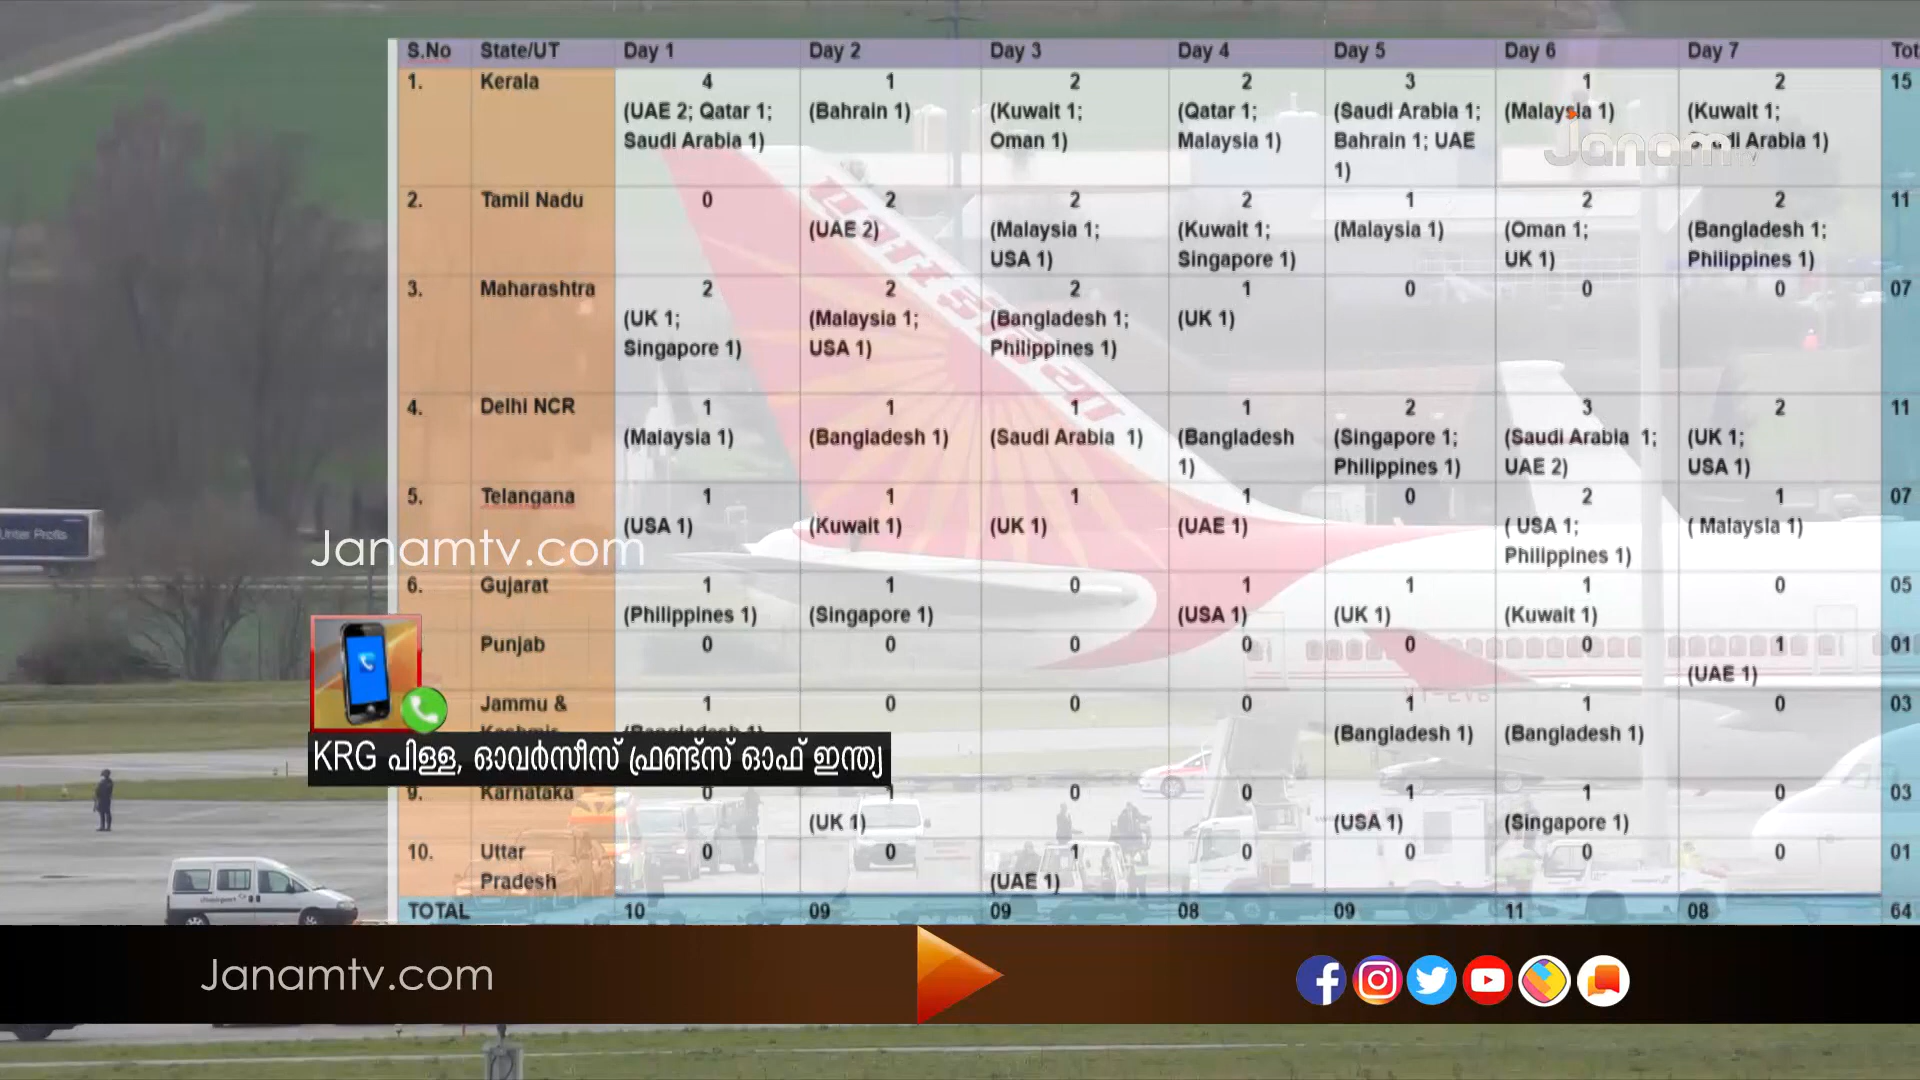 S.No State/UT Day 1 Day 2 Day 3 Day 4 Day 5 Day 6 Day 7 Tot
1. Kerala 4 1 2 2 3 1 2 15
(UAE 2; Qatar 1; (Bahrain 1) (Kuwait 1; (Qatar 1; (Saudi Arabia 1; (Malaysia 1) (Kuwait 1;
Saudi Arabia 1) Oman 1) Malaysia 1) Bahrain 1; UAE Saudi Arabia 1)
1)
Janam TV
2. Tamil Nadu 0 2 2 2 1 2 2 11
(UAE 2) (Malaysia 1; (Kuwait 1; (Malaysia 1) (Oman 1; (Bangladesh 1;
USA 1) Singapore 1) UK 1) Philippines 1)
3. Maharashtra 2 2 2 1 0 0 0 07
(UK 1; (Malaysia 1; (Bangladesh 1; (UK 1)
Singapore 1) USA 1) Philippines 1)
4. Delhi NCR 1 1 1 1 2 3 2 11
(Malaysia 1) (Bangladesh 1) (Saudi Arabia 1) (Bangladesh (Singapore 1; (Saudi Arabia 1; (UK 1;
1) Philippines 1) UAE 2) USA 1)
5. Telangana 1 1 1 1 0 2 1 07
(USA 1) (Kuwait 1) (UK 1) (UAE 1) ( USA 1; ( Malaysia 1)
Philippines 1)
Janamtv.com
6. Gujarat 1 1 0 1 1 1 0 05
(Philippines 1) (Singapore 1) (USA 1) (UK 1) (Kuwait 1)
Punjab 0 0 0 0 0 0 1 01
(UAE 1)
Jammu & 1 0 0 0 1 1 0 03
Kashmir (Bangladesh 1) (Bangladesh 1) (Bangladesh 1)
KRG പിള്ള, ഓവർസീസ് ഫ്രണ്ട്സ് ഓഫ് ഇന്ത്യ
9. Karnataka 0 1 0 0 1 1 0 03
(UK 1) (USA 1) (Singapore 1)
10. Uttar 0 0 1 0 0 0 0 01
Pradesh (UAE 1)
TOTAL 10 09 09 08 09 11 08 64
Janamtv.com